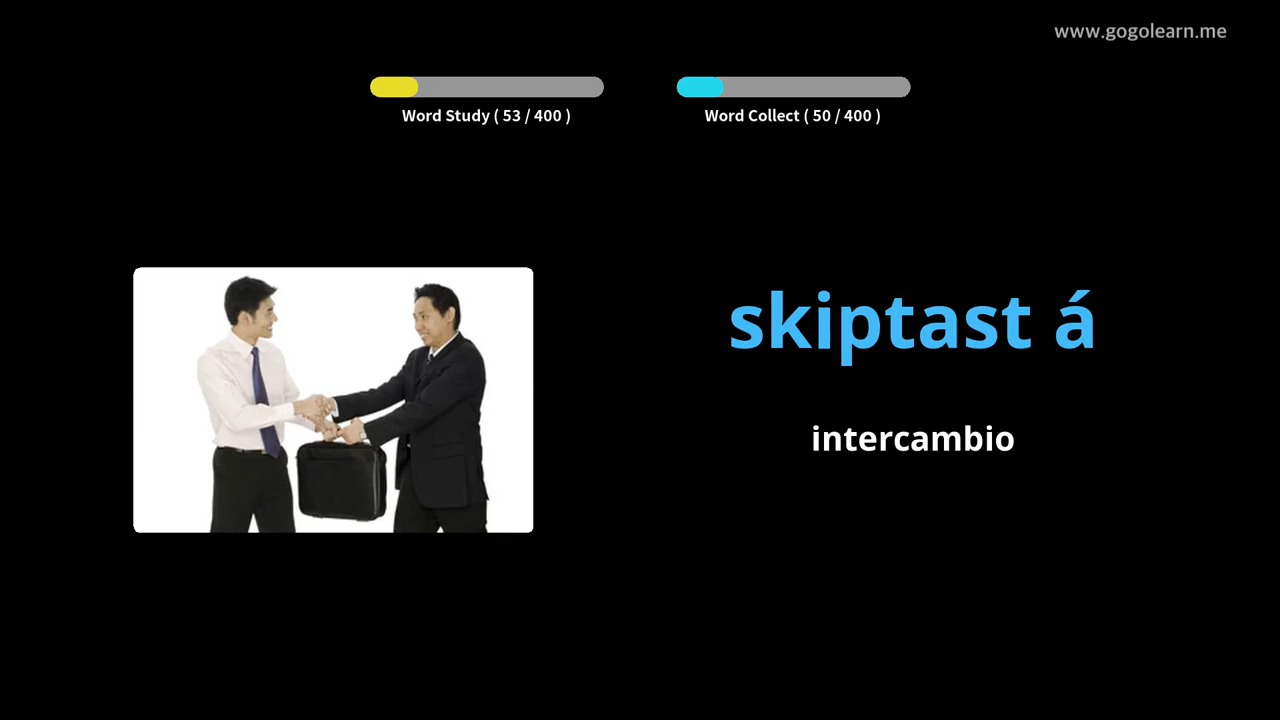 www.gogolearn.me
Word Study ( 53 / 400 )
Word Collect ( 50 / 400 )
skiptast á
intercambio